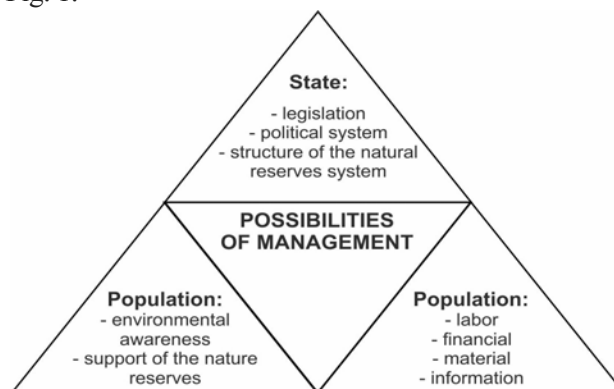 Fig. 1.
State:
- legislation
- political system
- structure of the natural
reserves system
POSSIBILITIES
OF MANAGEMENT
Population:
- environmental
awareness
- support of the nature
reserves
Population:
- labor
- financial
- material
- information